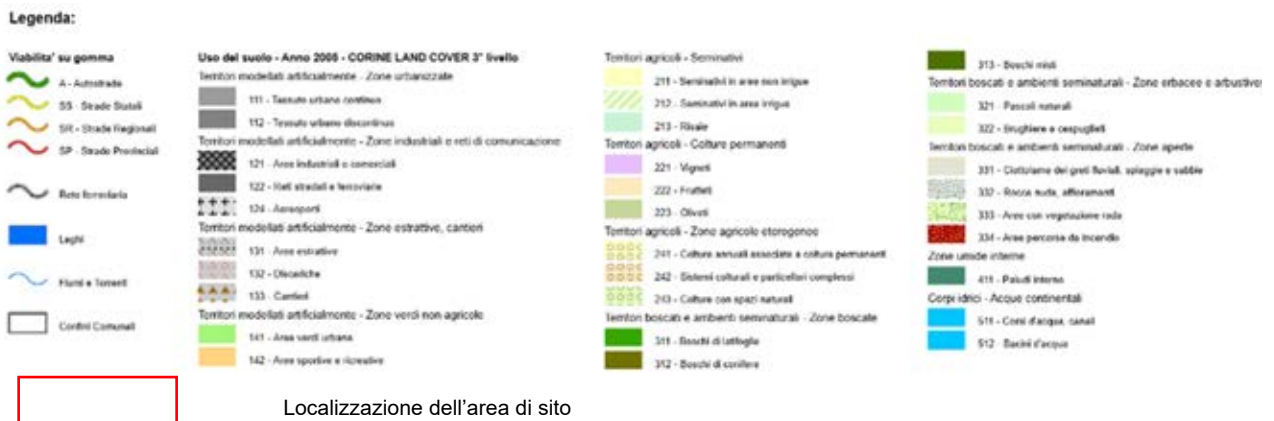 Legenda:
Viabilita' su gomma
A - Autostrade
SS - Strade Statali
SR - Strade Regionali
SP - Strade Provinciali
Rete ferroviaria
Laghi
Fiumi e Torrenti
Confini Comunali
Uso del suolo - Anno 2006 - CORINE LAND COVER 3° livello
Territori modellati artificialmente - Zone urbanizzate
111 - Tessuto urbano continuo
112 - Tessuto urbano discontinuo
Territori modellati artificialmente - Zone industriali e reti di comunicazione
121 - Aree industriali o comerciali
122 - Reti stradali e ferroviarie
124 - Aereoporti
Territori modellati artificialmente - Zone estrattive, cantieri
131 - Aree estrattive
132 - Discariche
133 - Cantieri
Territori modellati artificialmente - Zone verdi non agricole
141 - Aree verdi urbane
142 - Aree sportive e ricreative
Territori agricoli - Seminativi
211 - Seminativi in aree non irrigue
212 - Seminativi in aree irrigue
213 - Risaie
Territori agricoli - Colture permanenti
221 - Vigneti
222 - Frutteti
223 - Oliveti
Territori agricoli - Zone agricole eterogenee
241 - Colture annuali associate a colture permanenti
242 - Sistemi colturali e particellari complessi
243 - Colture con spazi naturali
Territori boscati e ambienti seminaturali - Zone boscate
311 - Boschi di latifoglie
312 - Boschi di conifere
313 - Boschi misti
Territori boscati e ambienti seminaturali - Zone erbacee e arbustive
321 - Pascoli naturali
322 - Brughiere e cespuglieti
Territori boscati e ambienti seminaturali - Zone aperte
331 - Ciottolame dei greti fluviali, spiaggie e sabbie
332 - Rocce nude, affioramenti
333 - Aree con vegetazione rada
334 - Aree percorse da incendio
Zone umide interne
411 - Paludi interne
Corpi idrici - Acque continentali
511 - Corsi d'acqua, canali
512 - Bacini d'acqua
Localizzazione dell'area di sito